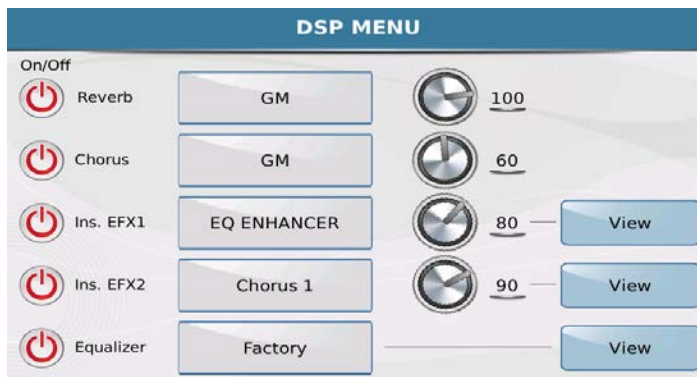 DSP MENU
On/Off
Reverb GM 100
Chorus GM 60
Ins. EFX1 EQ ENHANCER 80 View
Ins. EFX2 Chorus 1 90 View
Equalizer Factory View